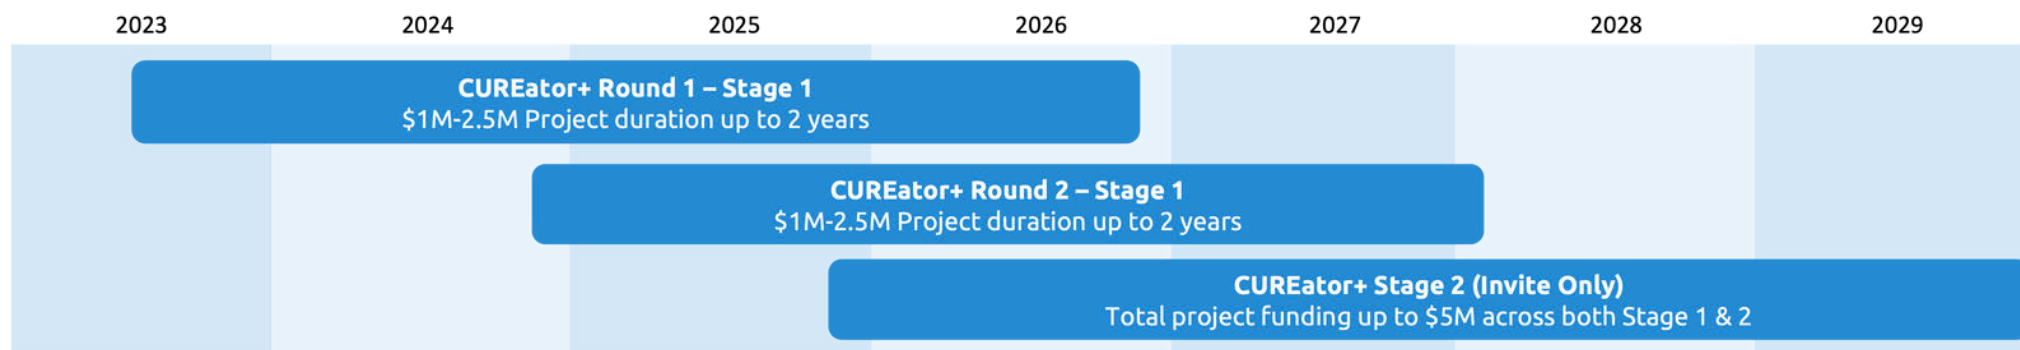 2023 2024 2025 2026 2027 2028 2029
CUREator+ Round 1 – Stage 1
$1M-2.5M Project duration up to 2 years
CUREator+ Round 2 – Stage 1
$1M-2.5M Project duration up to 2 years
CUREator+ Stage 2 (Invite Only)
Total project funding up to $5M across both Stage 1 & 2